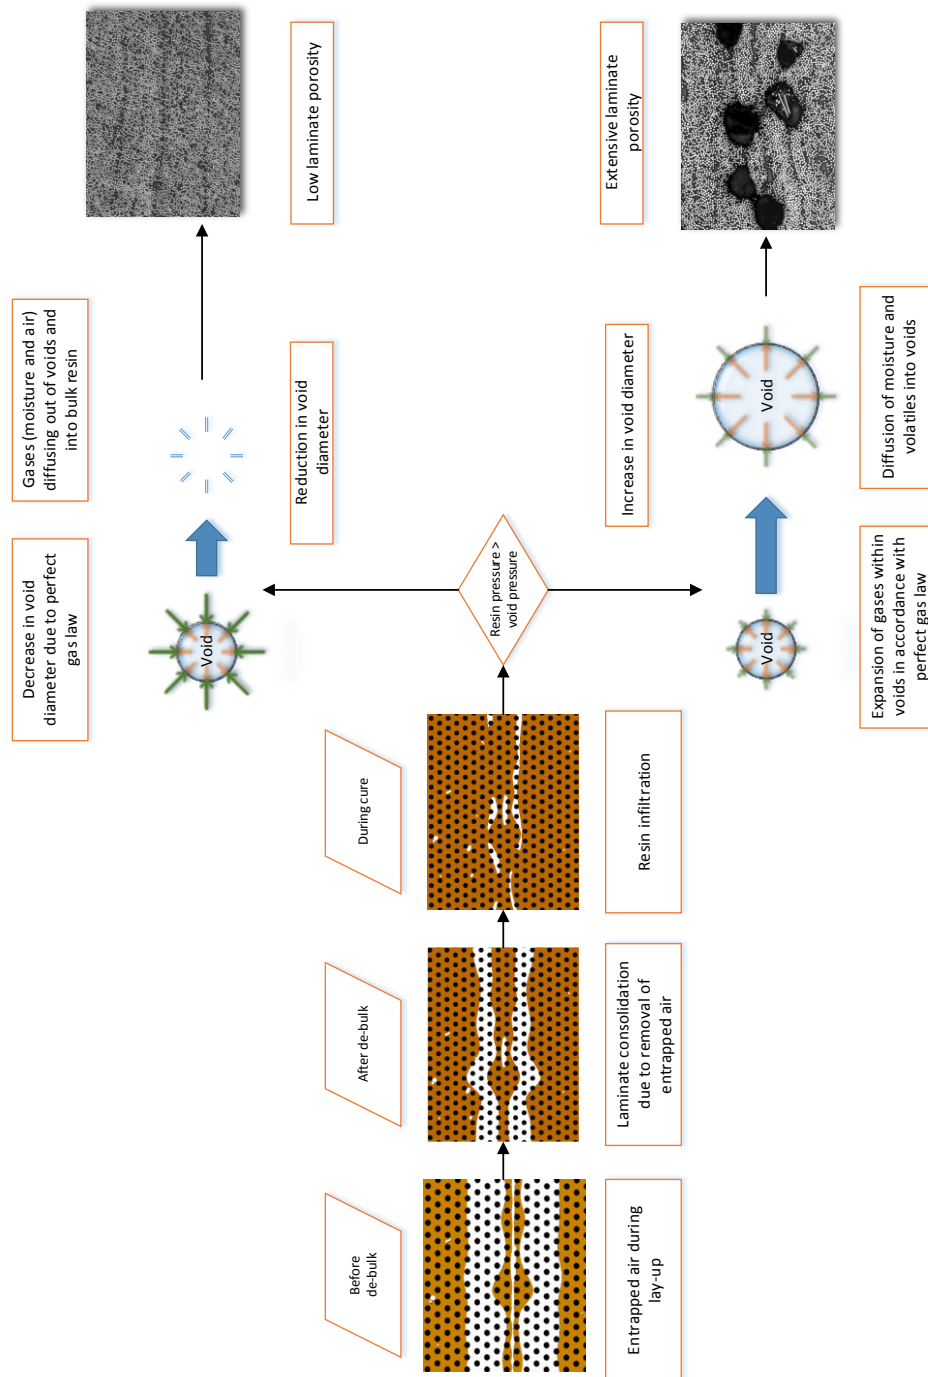 Before
de-bulk
Entrapped air during
lay-up
After de-bulk
Laminate consolidation
due to removal of
entrapped air
During cure
Resin infiltration
Resin pressure >
void pressure
Decrease in void
diameter due to perfect
gas law
Void
Gases (moisture and air)
diffusing out of voids and
into bulk resin
Reduction in void
diameter
Low laminate porosity
Void
Expansion of gases within
voids in accordance with
perfect gas law
Increase in void diameter
Void
Diffusion of moisture and
volatiles into voids
Extensive laminate
porosity